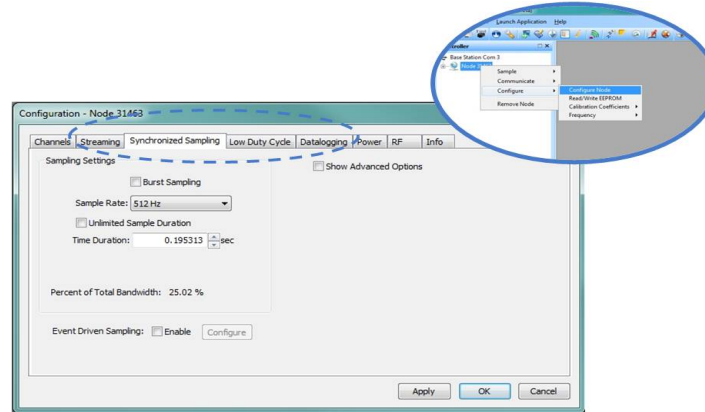 Launch Application Help
Base Station Com 3
Sample
Communicate
Configure
Remove Node
Configure Node
Read/Write EEPROM
Calibration Coefficients
Frequency
Configuration - Node 31463
Channels Streaming Synchronized Sampling Low Duty Cycle Datalogging Power RF Info
Sampling Settings
Show Advanced Options
Burst Sampling
Sample Rate: 512 Hz
Unlimited Sample Duration
Time Duration: 0.195313 sec
Percent of Total Bandwidth: 25.02 %
Event Driven Sampling: Enable Configure
Apply OK Cancel